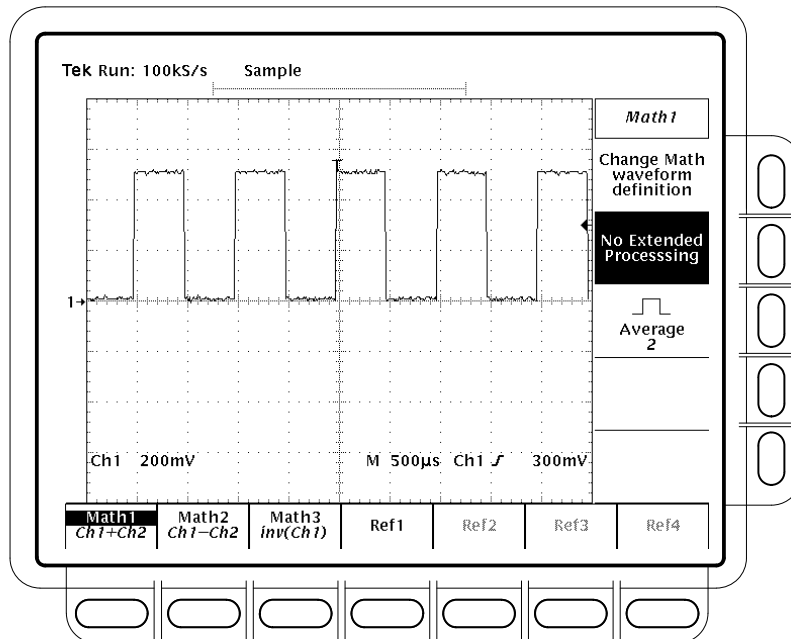 Tek Run: 100kS/s Sample
Math1
Change Math
waveform
definition
No Extended
Processsing
Average
2
T
1
Ch1 200mV M 500µs Ch1 300mV
Math1
Ch1+Ch2
Math2
Ch1−Ch2
Math3
inv(Ch1)
Ref1
Ref2
Ref3
Ref4